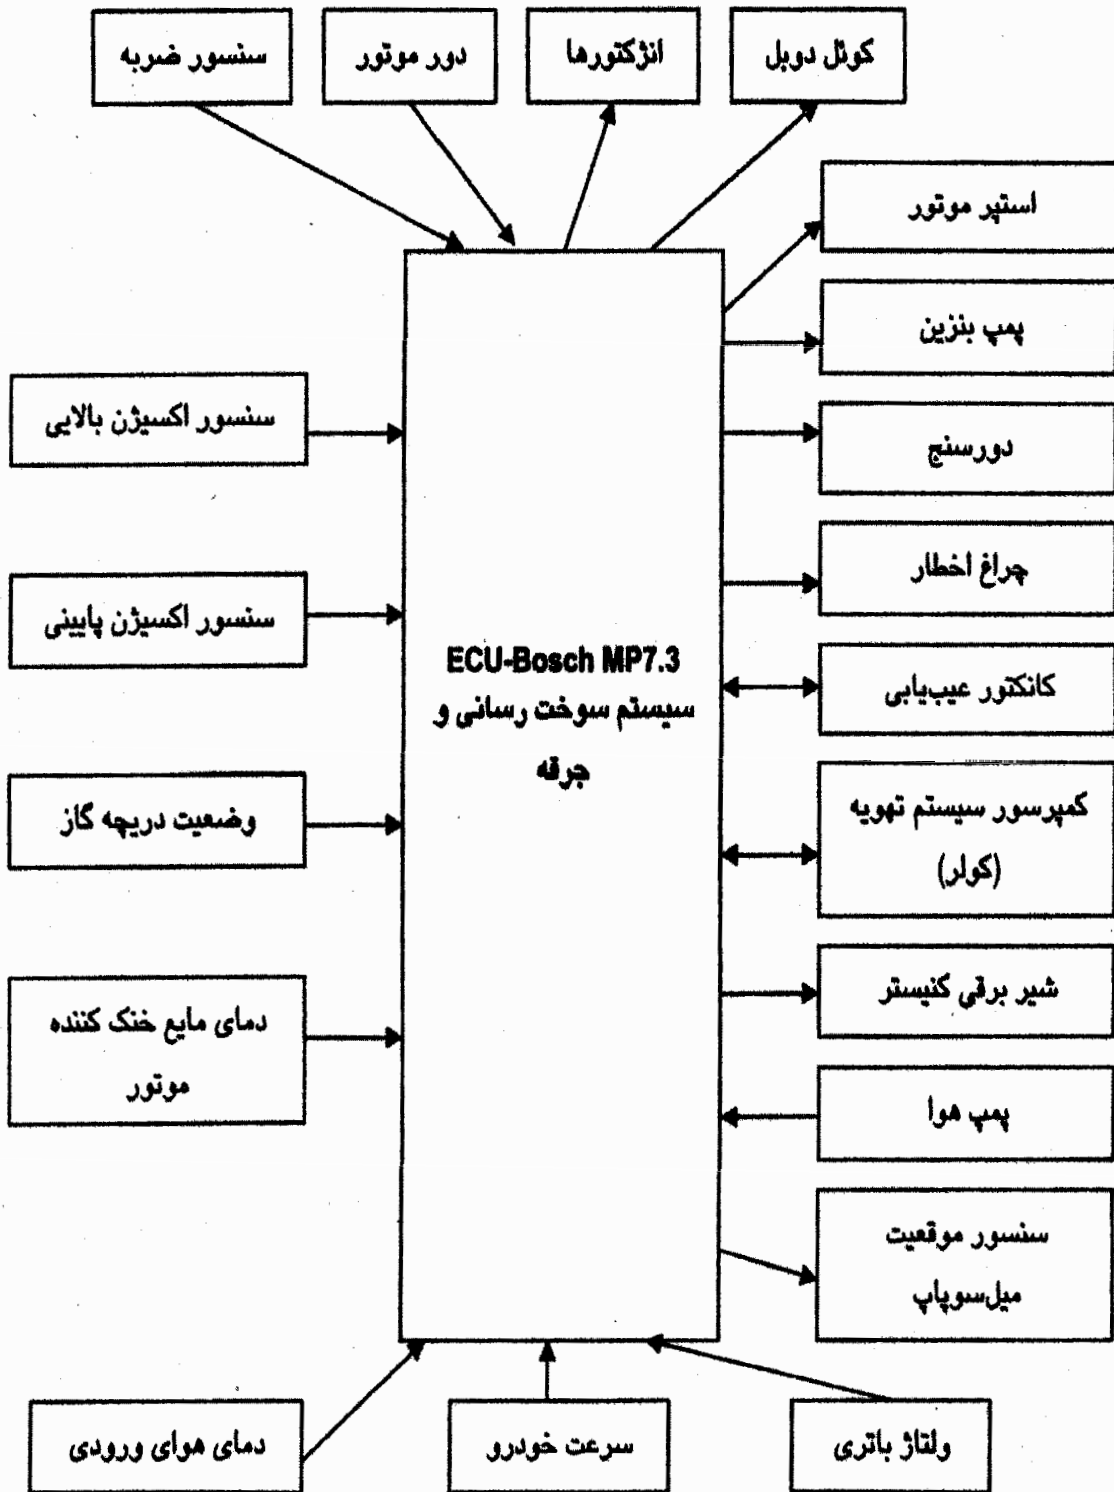 سنسور ضربه
دور موتور
انژکتورها
کوئل دوبل
استپر موتور
پمپ بنزین
دورسنج
چراغ اخطار
کانکتور عیب‌یابی
کمپرسور سیستم تهویه
(کولر)
شیر برقی کنیستر
پمپ هوا
سنسور موقعیت
میل‌سوپاپ
سنسور اکسیژن بالایی
سنسور اکسیژن پایینی
وضعیت دریچه گاز
دمای مایع خنک کننده
موتور
ECU-Bosch MP7.3
سیستم سوخت رسانی و
جرقه
دمای هوای ورودی
سرعت خودرو
ولتاژ باتری